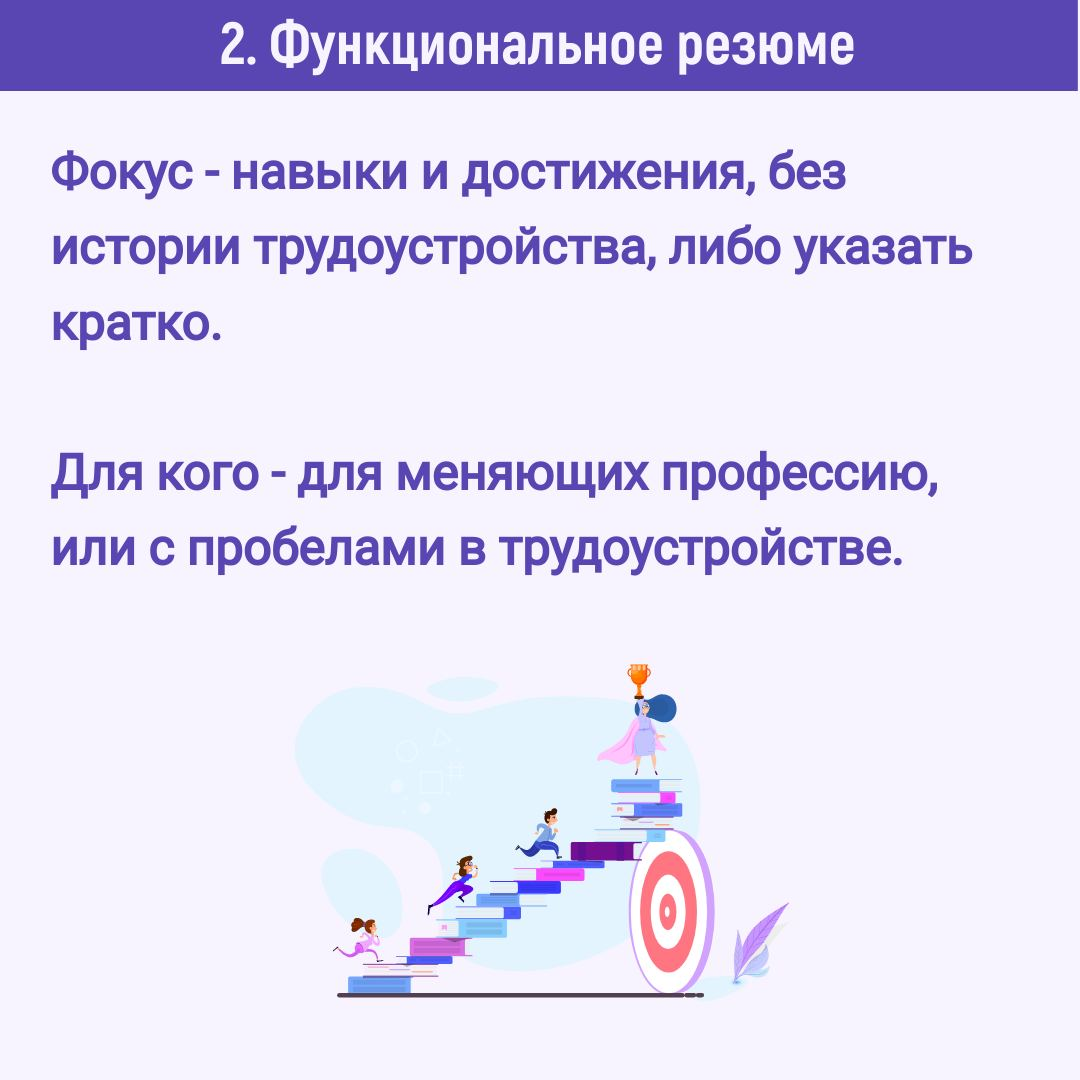 2. Функциональное резюме
Фокус - навыки и достижения, без
истории трудоустройства, либо указать
кратко.
Для кого - для меняющих профессию,
или с пробелами в трудоустройстве.